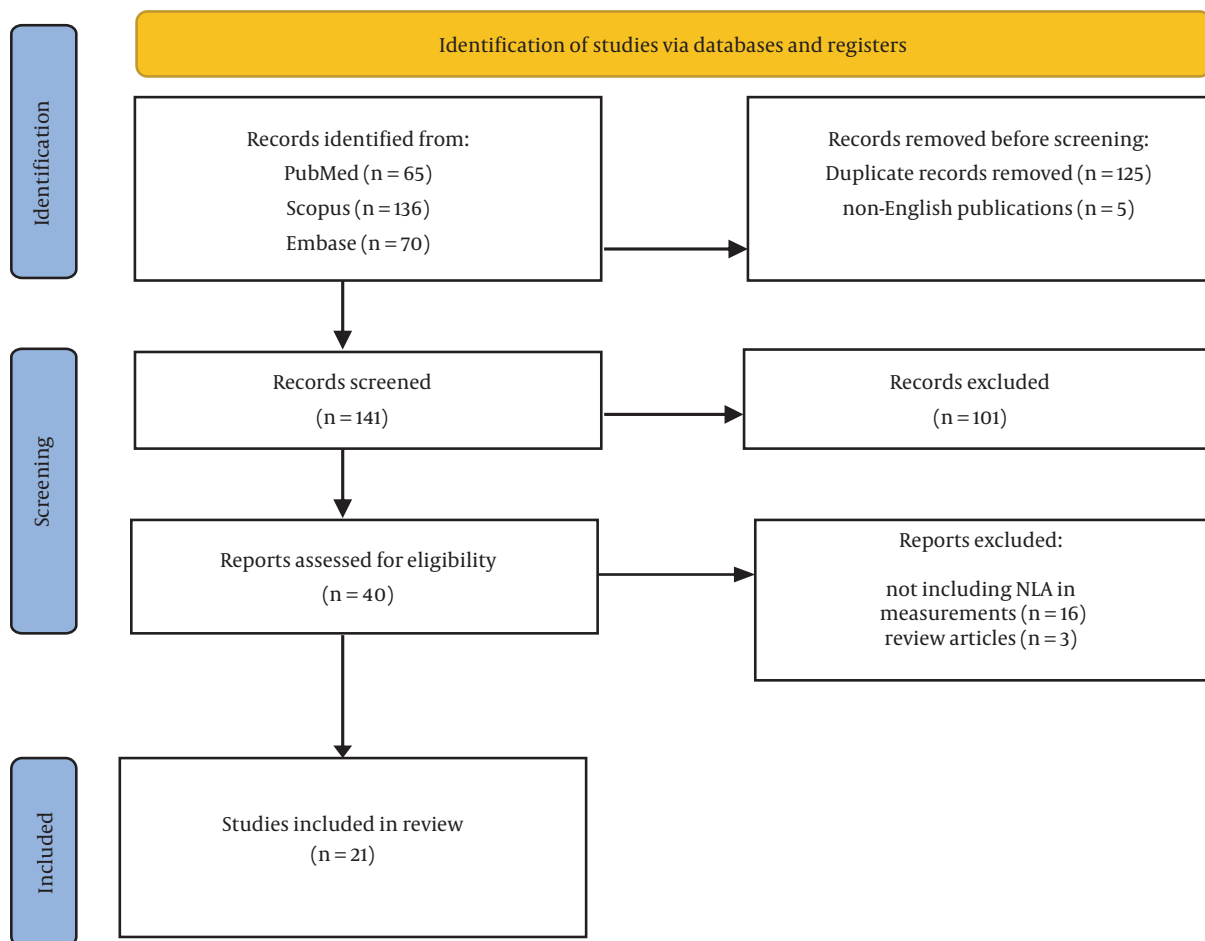 Identification of studies via databases and registers
Identification
Records identified from:
PubMed (n = 65)
Scopus (n = 136)
Embase (n = 70)
Records removed before screening:
Duplicate records removed (n = 125)
non-English publications (n = 5)
Screening
Records screened
(n = 141)
Records excluded
(n = 101)
Reports assessed for eligibility
(n = 40)
Reports excluded:
not including NLA in
measurements (n = 16)
review articles (n = 3)
Included
Studies included in review
(n = 21)